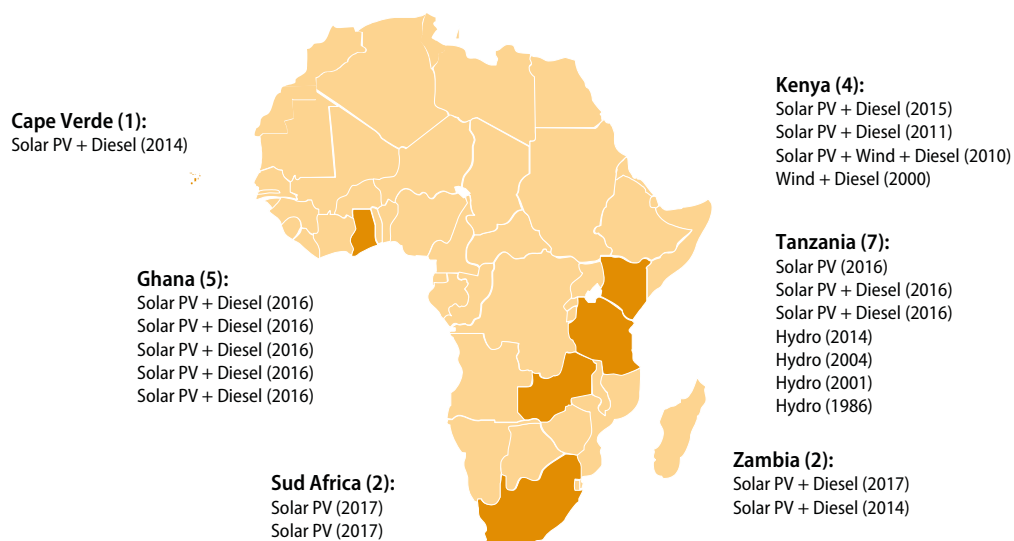 Cape Verde (1):
Solar PV + Diesel (2014)
Ghana (5):
Solar PV + Diesel (2016)
Solar PV + Diesel (2016)
Solar PV + Diesel (2016)
Solar PV + Diesel (2016)
Solar PV + Diesel (2016)
Sud Africa (2):
Solar PV (2017)
Solar PV (2017)
Kenya (4):
Solar PV + Diesel (2015)
Solar PV + Diesel (2011)
Solar PV + Wind + Diesel (2010)
Wind + Diesel (2000)
Tanzania (7):
Solar PV (2016)
Solar PV + Diesel (2016)
Solar PV + Diesel (2016)
Hydro (2014)
Hydro (2004)
Hydro (2001)
Hydro (1986)
Zambia (2):
Solar PV + Diesel (2017)
Solar PV + Diesel (2014)